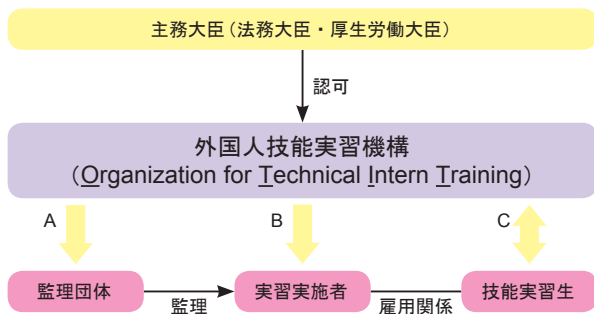 主務大臣（法務大臣・厚生労働大臣）
認可
外国人技能実習機構
（Organization for Technical Intern Training）
A
B
C
監理団体
監理
実習実施者
雇用関係
技能実習生